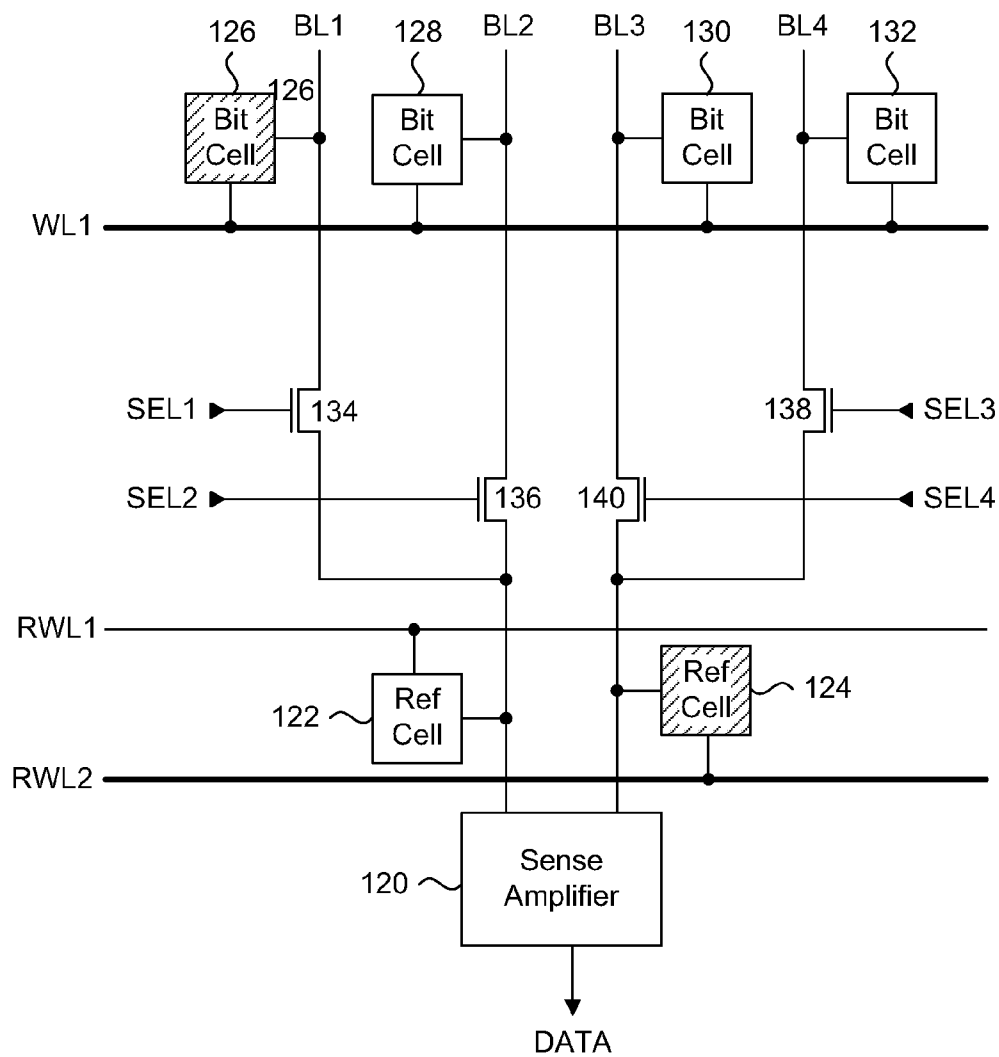 126 BL1 128 BL2 BL3 130 BL4 132
126
Bit Cell
Bit Cell
Bit Cell
Bit Cell
WL1
SEL1 134 138 SEL3
SEL2 136 140 SEL4
RWL1
122 Ref Cell
Ref Cell 124
RWL2
120 Sense Amplifier
DATA